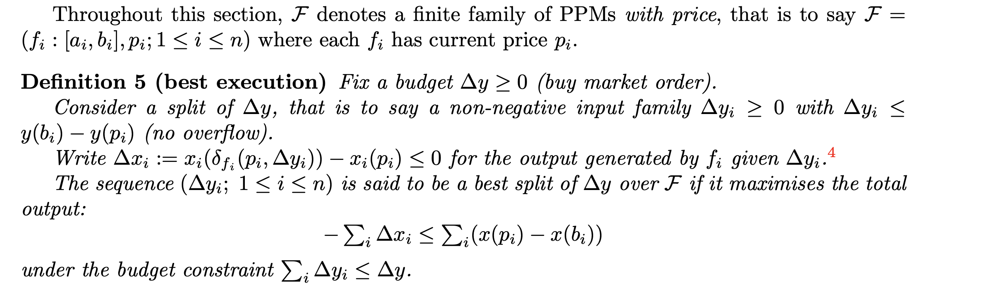 Throughout this section, ℱ denotes a finite family of PPMs with price, that is to say ℱ =
(f_i : [a_i, b_i], p_i; 1 ≤ i ≤ n) where each f_i has current price p_i.
Definition 5 (best execution) Fix a budget Δy ≥ 0 (buy market order).
Consider a split of Δy, that is to say a non-negative input family Δy_i ≥ 0 with Δy_i ≤
y(b_i) − y(p_i) (no overflow).
Write Δx_i := x_i(δ_{f_i}(p_i, Δy_i)) − x_i(p_i) ≤ 0 for the output generated by f_i given Δy_i.⁴
The sequence (Δy_i; 1 ≤ i ≤ n) is said to be a best split of Δy over ℱ if it maximises the total
output:
− ∑_i Δx_i ≤ ∑_i (x(p_i) − x(b_i))
under the budget constraint ∑_i Δy_i ≤ Δy.